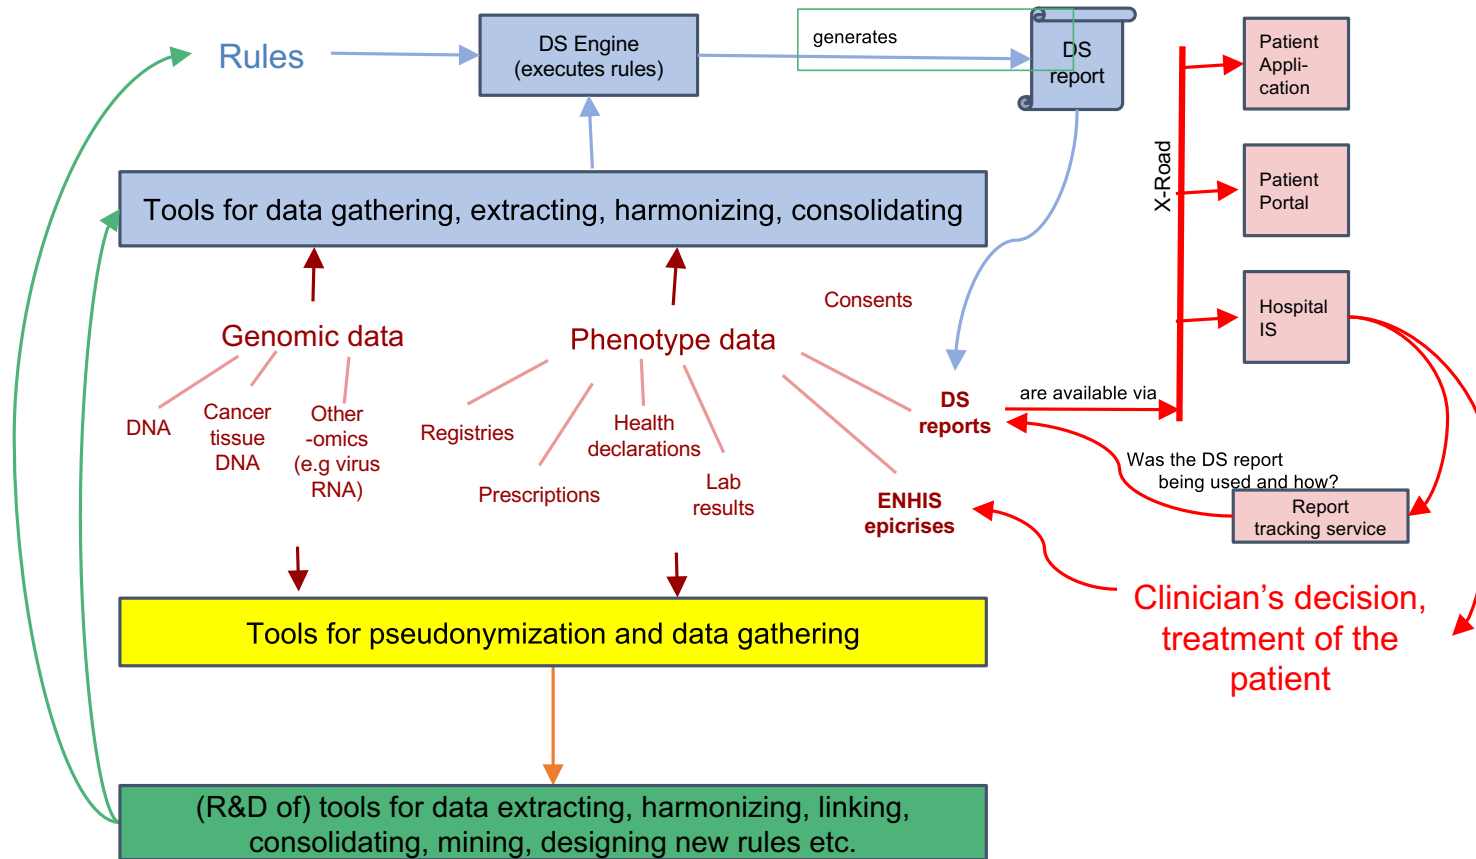 Rules
DS Engine
(executes rules)
generates
DS
report
Patient
Appli-
cation
X-Road
Patient
Portal
Tools for data gathering, extracting, harmonizing, consolidating
Hospital
IS
Consents
Genomic data
Phenotype data
DNA
Cancer
tissue
DNA
Other
-omics
(e.g virus
RNA)
Registries
Prescriptions
Health
declarations
Lab
results
DS
reports
are available via
ENHIS
epicrises
Was the DS report
being used and how?
Report
tracking service
Clinician’s decision,
treatment of the
patient
Tools for pseudonymization and data gathering
(R&D of) tools for data extracting, harmonizing, linking,
consolidating, mining, designing new rules etc.